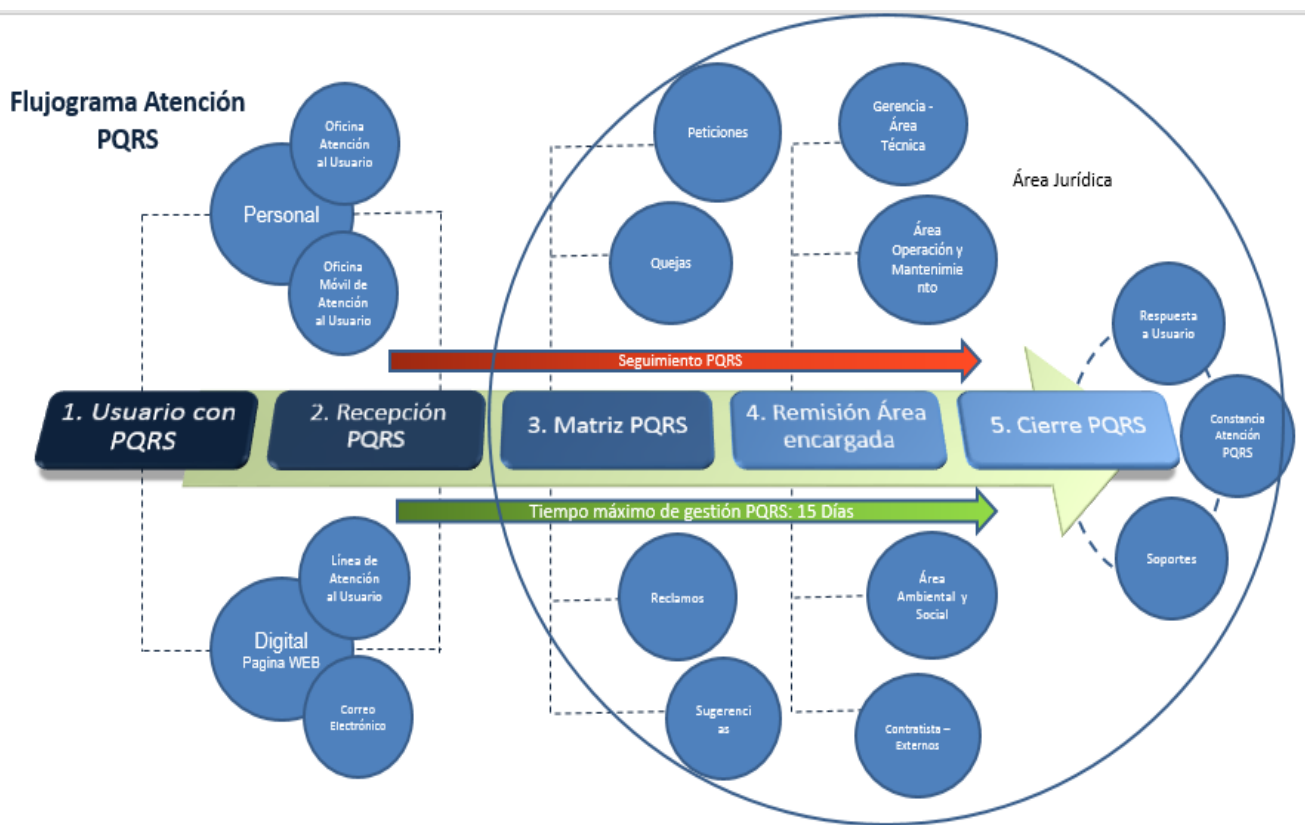 Flujograma Atención
PQRS
Oficina
Atención
al Usuario
Personal
Oficina
Móvil de
Atención
al Usuario
Peticiones
Quejas
Gerencia -
Área
Técnica
Área
Operación y
Mantenimie
nto
Área Jurídica
Respuesta
a Usuario
Constancia
Atención
PQRS
Soportes
Seguimiento PQRS
1. Usuario con
PQRS
2. Recepción
PQRS
3. Matriz PQRS
4. Remisión Área
encargada
5. Cierre PQRS
Tiempo máximo de gestión PQRS: 15 Días
Línea de
Atención
al Usuario
Digital
Pagina WEB
Correo
Electrónico
Reclamos
Sugerenci
as
Área
Ambiental y
Social
Contratista –
Externos